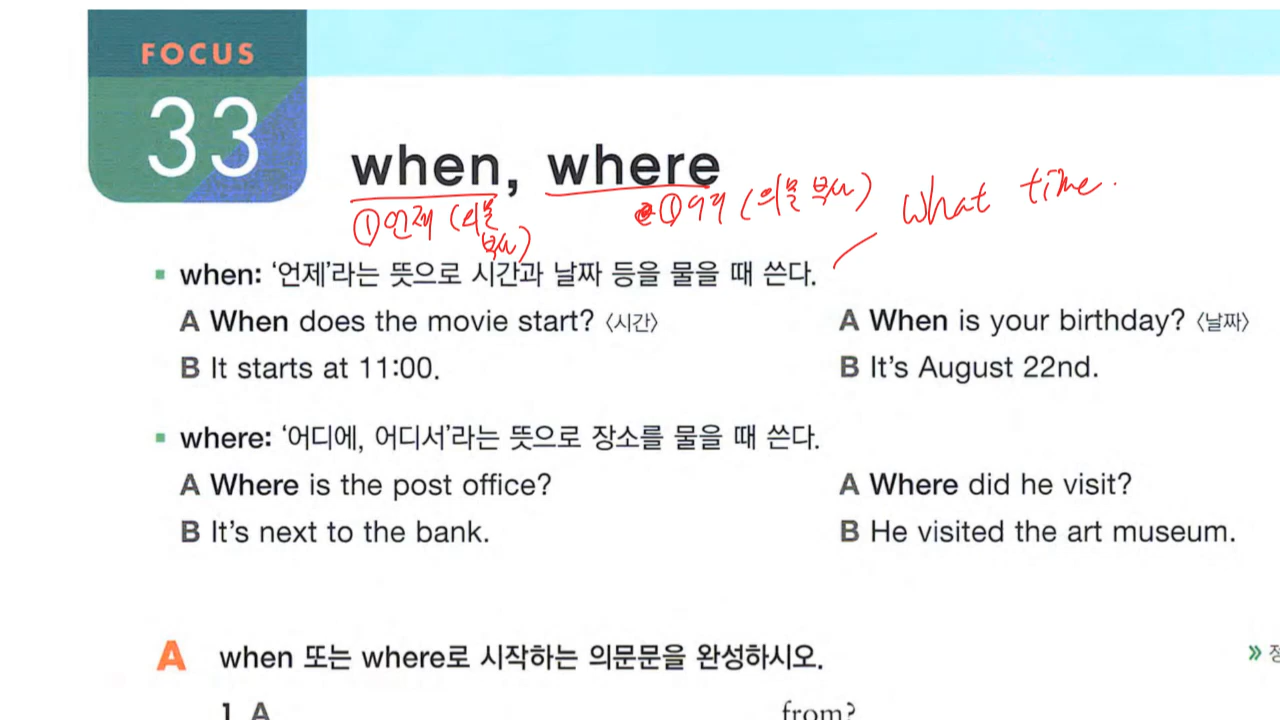 FOCUS
33
when, where
①언제 (의문
부사)
①어디 (의문부사)
What time.
▪ when: ‘언제’라는 뜻으로 시간과 날짜 등을 물을 때 쓴다.
A When does the movie start? 〈시간〉
B It starts at 11:00.
A When is your birthday? 〈날짜〉
B It's August 22nd.
▪ where: ‘어디에, 어디서’라는 뜻으로 장소를 물을 때 쓴다.
A Where is the post office?
B It's next to the bank.
A Where did he visit?
B He visited the art museum.
A when 또는 where로 시작하는 의문문을 완성하시오.
» 정
1 A from?